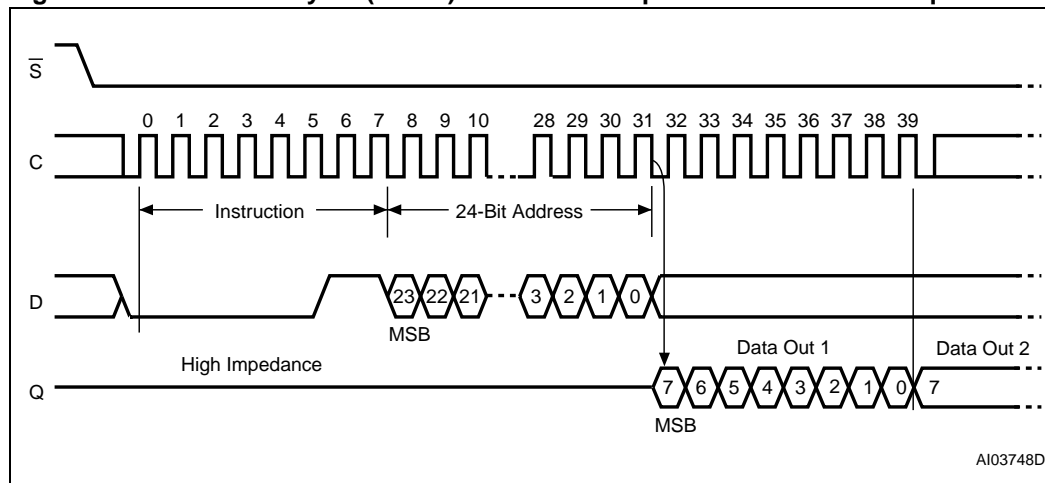 S
0 1 2 3 4 5 6 7 8 9 10 28 29 30 31 32 33 34 35 36 37 38 39
C
Instruction 24-Bit Address
D 23 22 21 3 2 1 0
MSB
Data Out 1 Data Out 2
High Impedance
Q 7 6 5 4 3 2 1 0 7
MSB
AI03748D